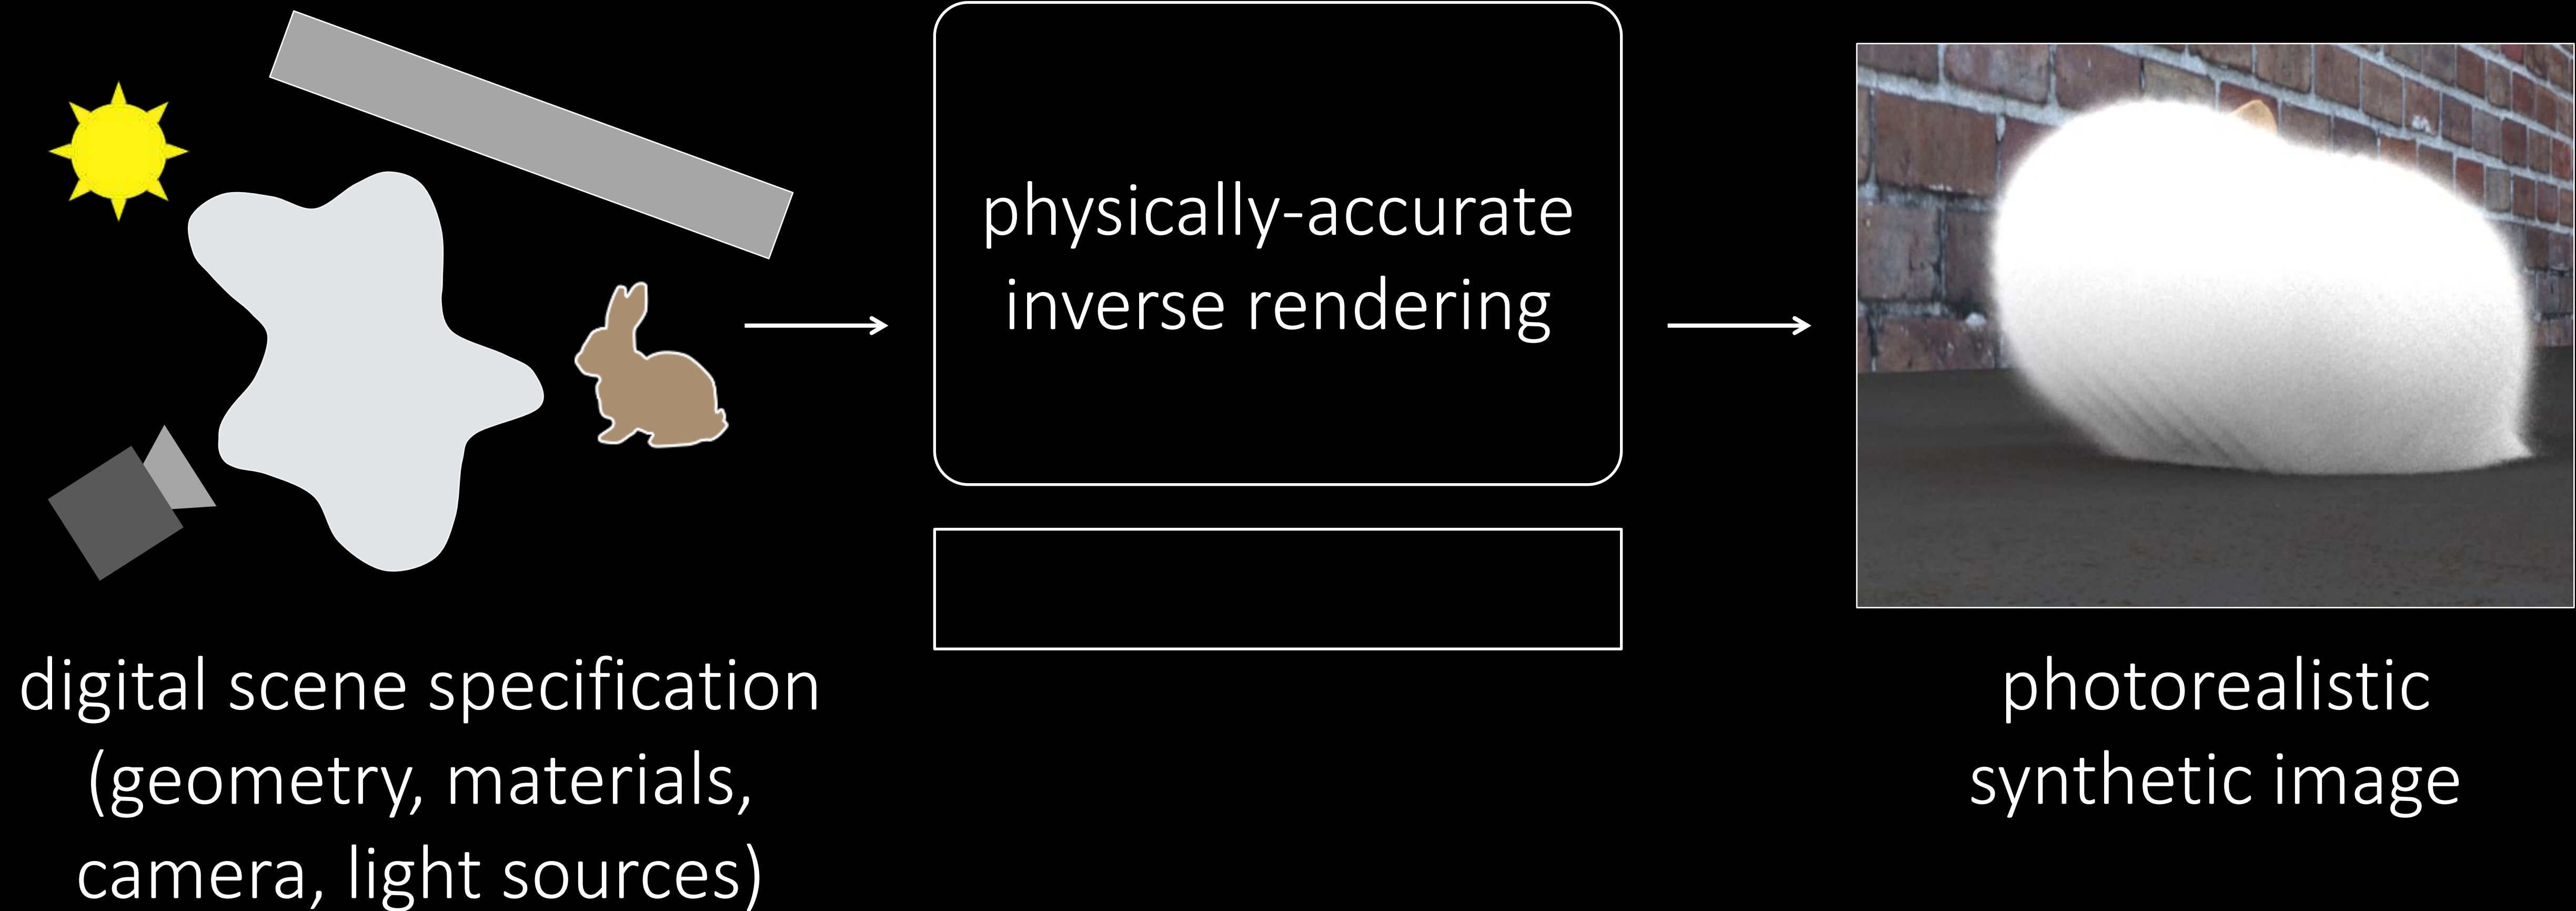 physically-accurate
inverse rendering
digital scene specification
(geometry, materials,
camera, light sources)
photorealistic
synthetic image